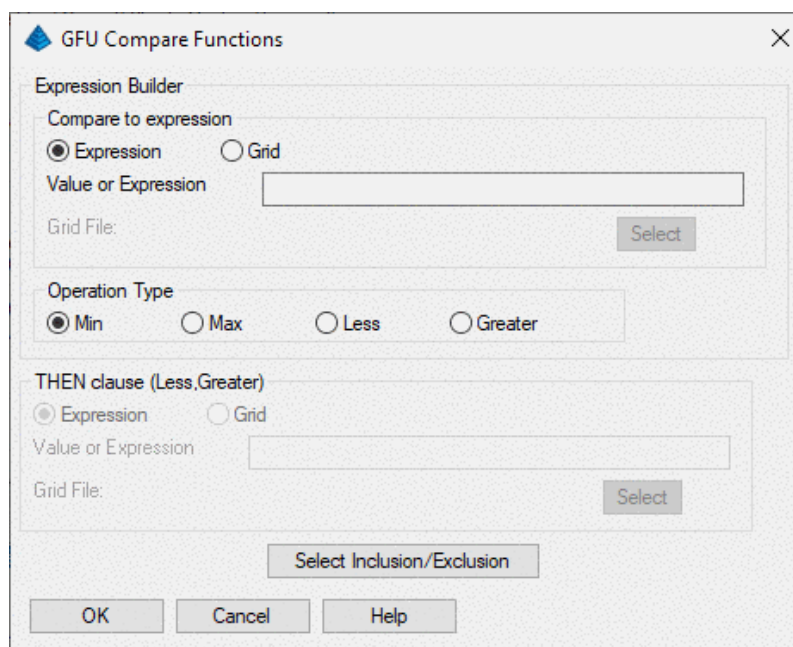 GFU Compare Functions
Expression Builder
Compare to expression
Expression Grid
Value or Expression
Grid File: Select
Operation Type
Min Max Less Greater
THEN clause (Less,Greater)
Expression Grid
Value or Expression
Grid File: Select
Select Inclusion/Exclusion
OK Cancel Help